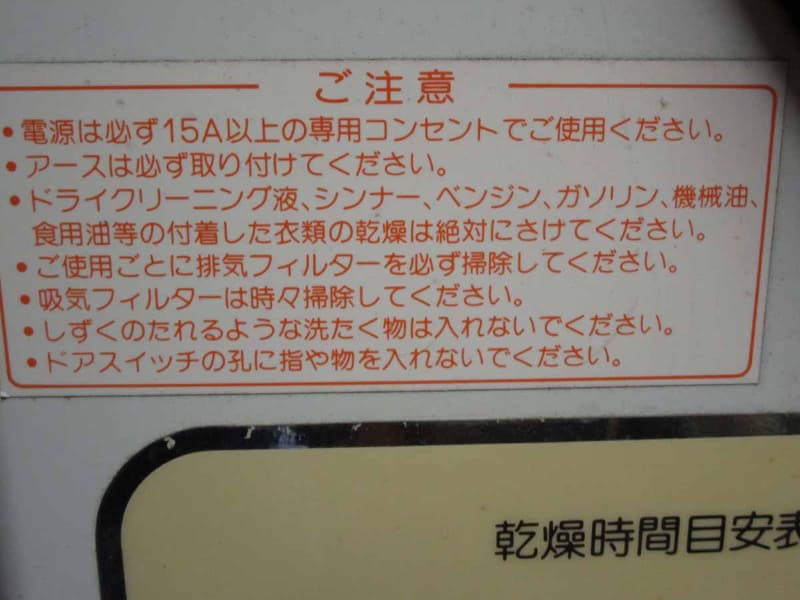 ご注意
•電源は必ず15A以上の専用コンセントでご使用ください。
•アースは必ず取り付けてください。
•ドライクリーニング液、シンナー、ベンジン、ガソリン、機械油、
食用油等の付着した衣類の乾燥は絶対にさけてください。
•ご使用ごとに排気フィルターを必ず掃除してください。
•吸気フィルターは時々掃除してください。
•しずくのたれるような洗たく物は入れないでください。
•ドアスイッチの孔に指や物を入れないでください。
乾燥時間目安表